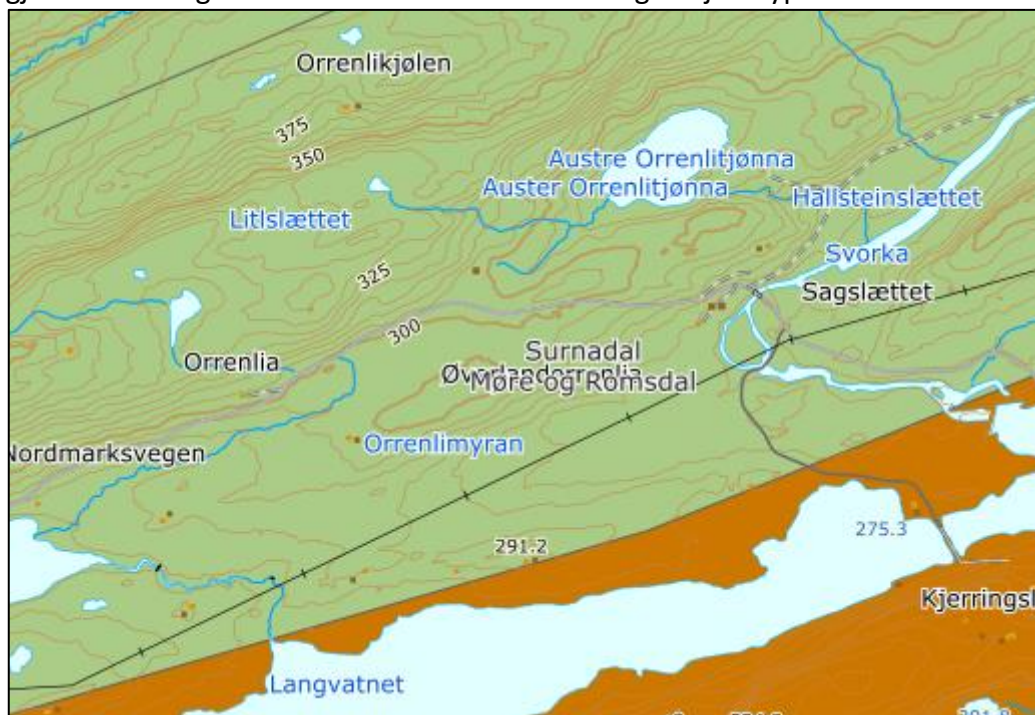 Orrenlikjølen
375
350
Austre Orrenlitjønna
Auster Orrenlitjønna
Hallsteinslættet
Litlslættet
Svorka
325
Sagslættet
300
Surnadal
Orrenlia
Øverlandorrenlia
Møre og Romsdal
Orrenlimyran
Nordmarksvegen
275.3
291.2
Langvatnet